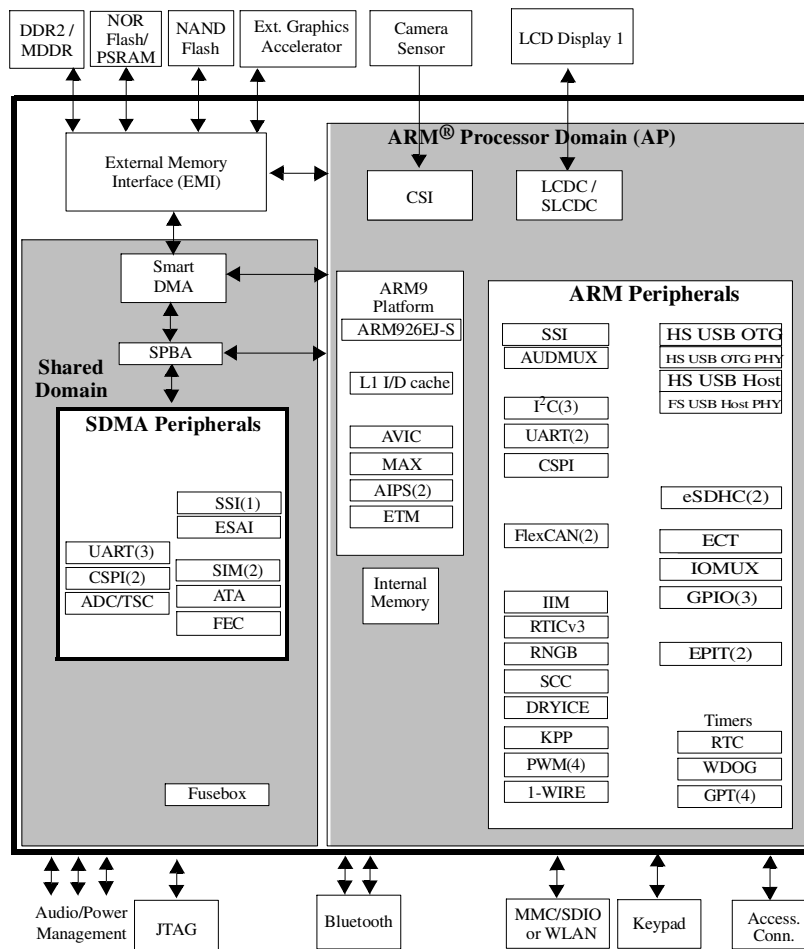 DDR2 /
MDDR
NOR
Flash/
PSRAM
NAND
Flash
Ext. Graphics
Accelerator
Camera
Sensor
LCD Display 1
ARM® Processor Domain (AP)
External Memory
Interface (EMI)
CSI
LCDC /
SLCDC
Smart
DMA
SPBA
Shared
Domain
SDMA Peripherals
SSI(1)
ESAI
UART(3)
CSPI(2)
ADC/TSC
SIM(2)
ATA
FEC
Fusebox
ARM9
Platform
ARM926EJ-S
L1 I/D cache
AVIC
MAX
AIPS(2)
ETM
Internal
Memory
ARM Peripherals
SSI
AUDMUX
I²C(3)
UART(2)
CSPI
FlexCAN(2)
IIM
RTICv3
RNGB
SCC
DRYICE
KPP
PWM(4)
1-WIRE
HS USB OTG
HS USB OTG PHY
HS USB Host
FS USB Host PHY
eSDHC(2)
ECT
IOMUX
GPIO(3)
EPIT(2)
Timers
RTC
WDOG
GPT(4)
Audio/Power
Management
JTAG
Bluetooth
MMC/SDIO
or WLAN
Keypad
Access.
Conn.